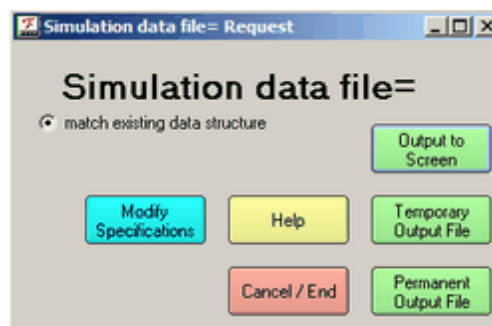 Simulation data file= Request
Simulation data file=
match existing data structure
Output to
Screen
Modify
Specifications
Help
Temporary
Output File
Cancel / End
Permanent
Output File